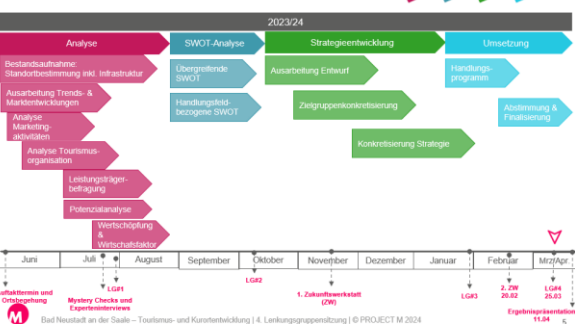 2023/24
Analyse
SWOT-Analyse
Strategieentwicklung
Umsetzung
Bestandsaufnahme:
Standortbestimmung inkl. Infrastruktur
Ausarbeitung Trends- &
Marktentwicklungen
Analyse
Marketing-
aktivitäten
Analyse Tourismus-
organisation
Leistungsträger-
befragung
Potenzialanalyse
Wertschöpfung
&
Wirtschaftsfaktor
Übergreifende
SWOT
Handlungsfeld-
bezogene SWOT
Ausarbeitung Entwurf
Zielgruppenkonkretisierung
Konkretisierung Strategie
Handlungs-
programm
Abstimmung &
Finalisierung
Juni
Juli
August
September
Oktober
November
Dezember
Januar
Februar
Mrz/Apr.
uftakttermin und
Ortsbegehung
LG#1
Mystery Checks und
Experteninterviews
LG#2
1. Zukunftswerkstatt
(ZW)
LG#3
2. ZW
20.02
LG#4
25.03
Ergebnispräsentation
11.04
M
Bad Neustadt an der Saale – Tourismus- und Kurortentwicklung | 4. Lenkungsgruppensitzung | © PROJECT M 2024